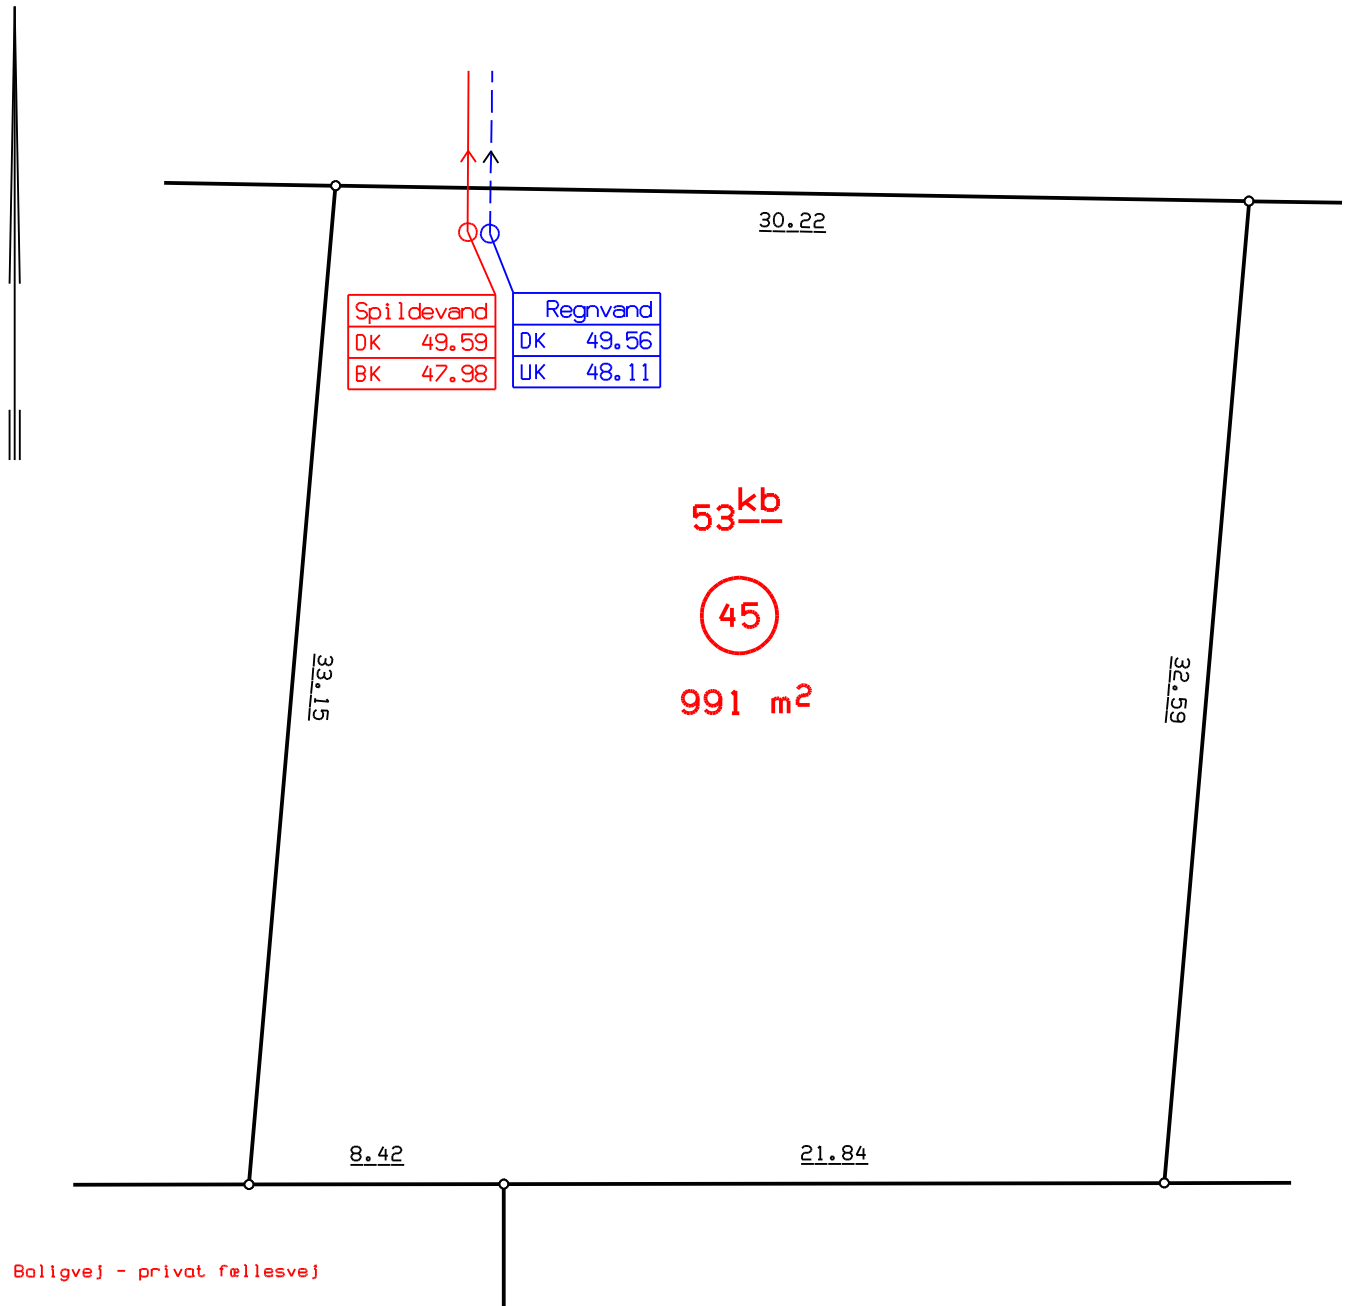 30.22
Spildevand
DK 49.59
BK 47.98
Regnvand
DK 49.56
UK 48.11
53kb
45
991 m²
33.15
32.59
8.42
21.84
Boligvej - privat fællesvej